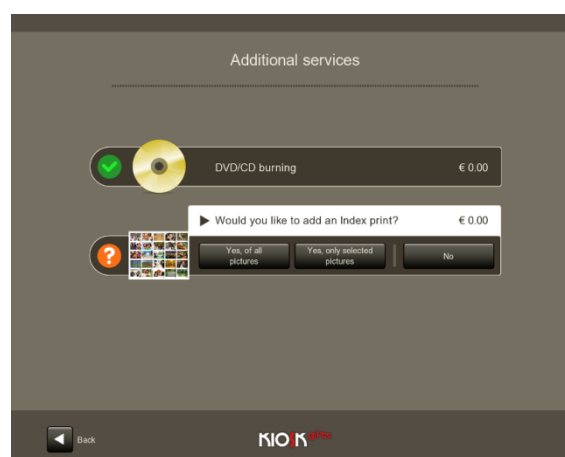 Additional services
DVD/CD burning € 0.00
Would you like to add an Index print? € 0.00
Yes, of all
pictures
Yes, only selected
pictures
No
Back
KIOSK